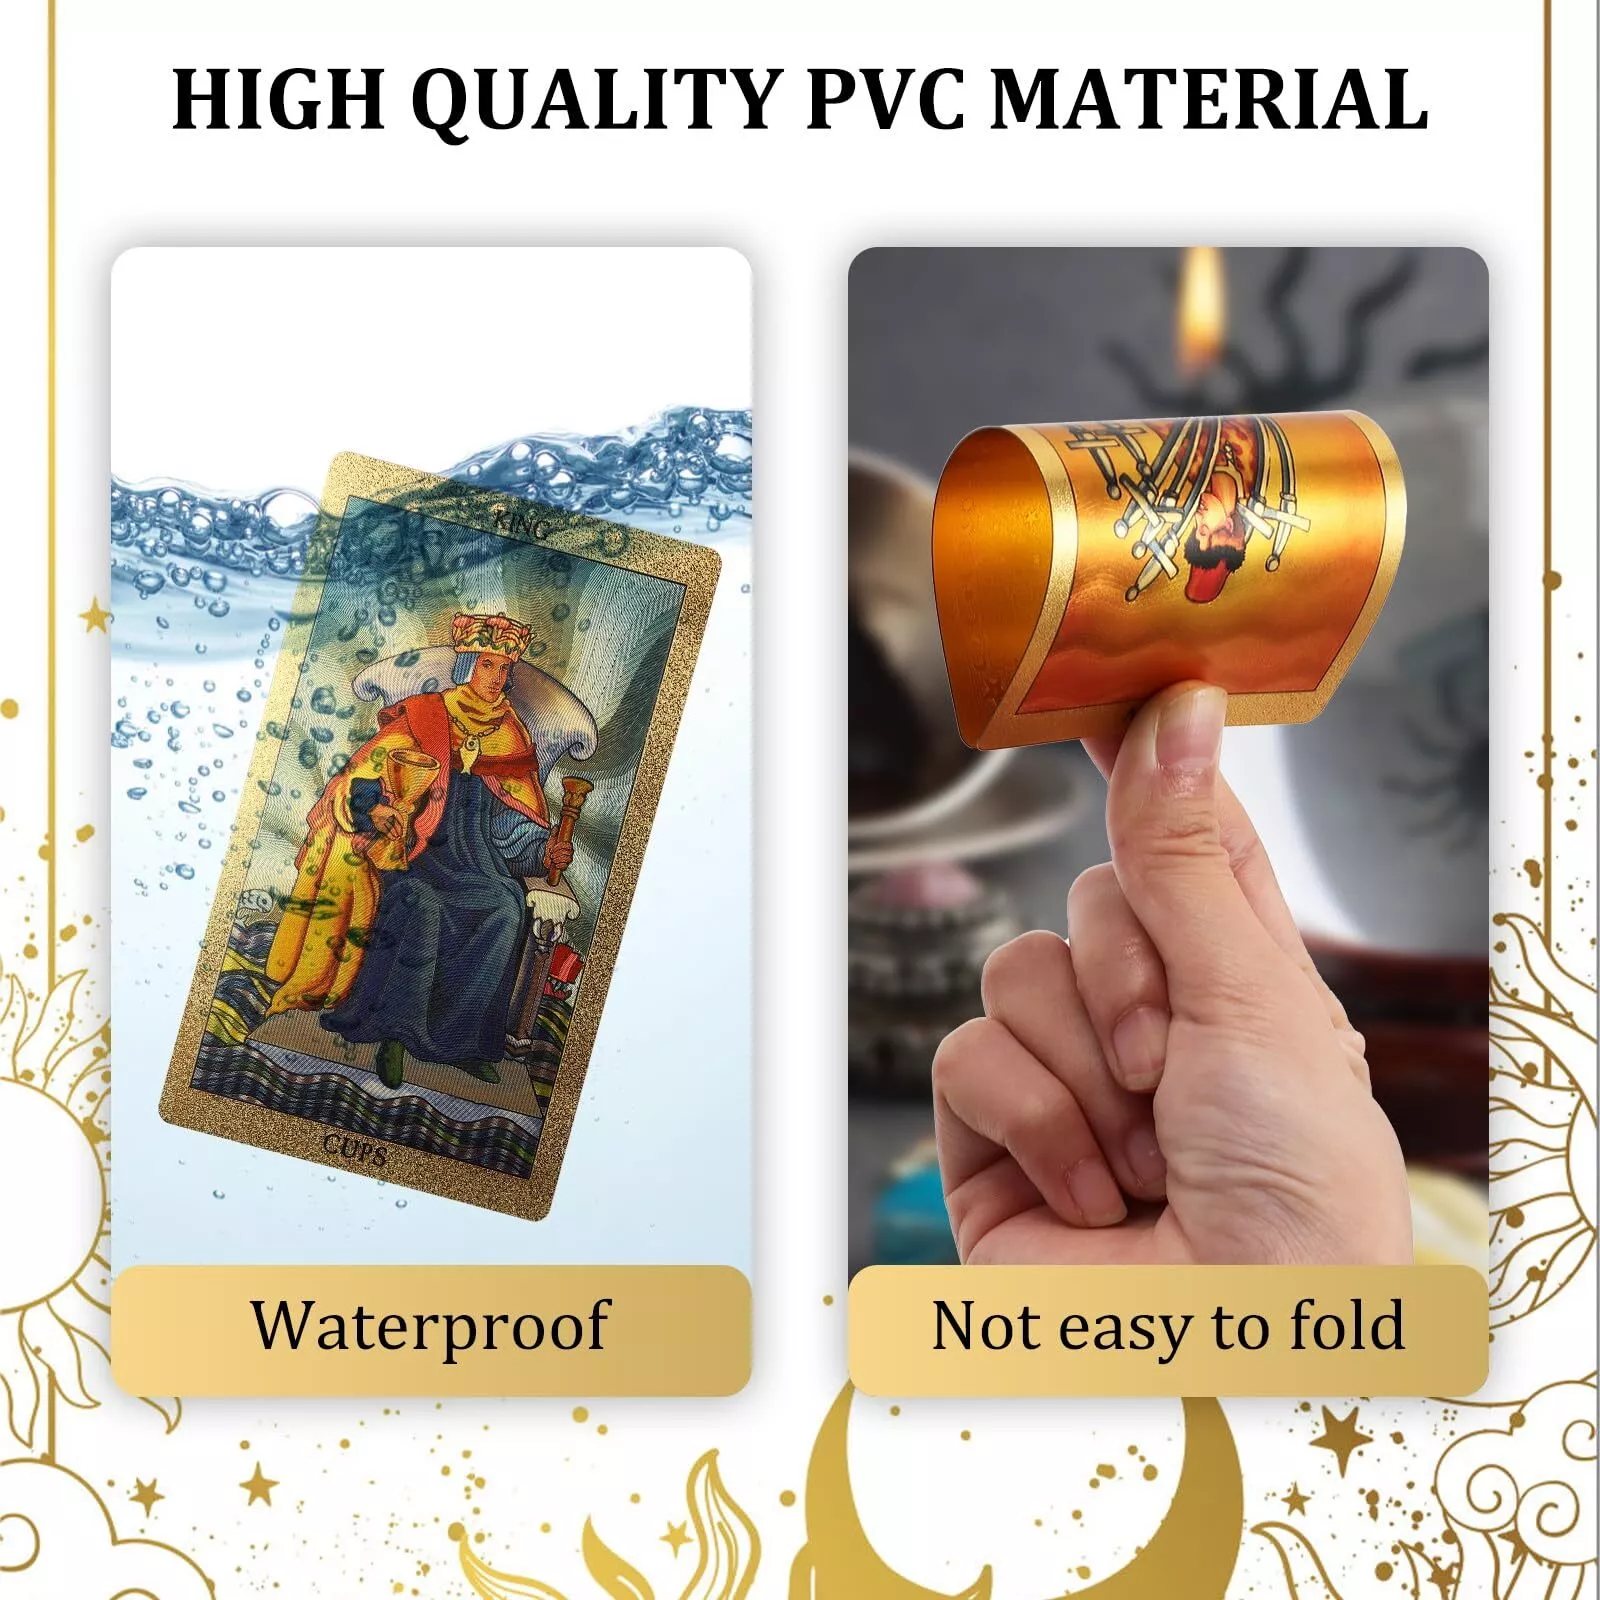 HIGH QUALITY PVC MATERIAL
KING
CUPS
Waterproof
Not easy to fold